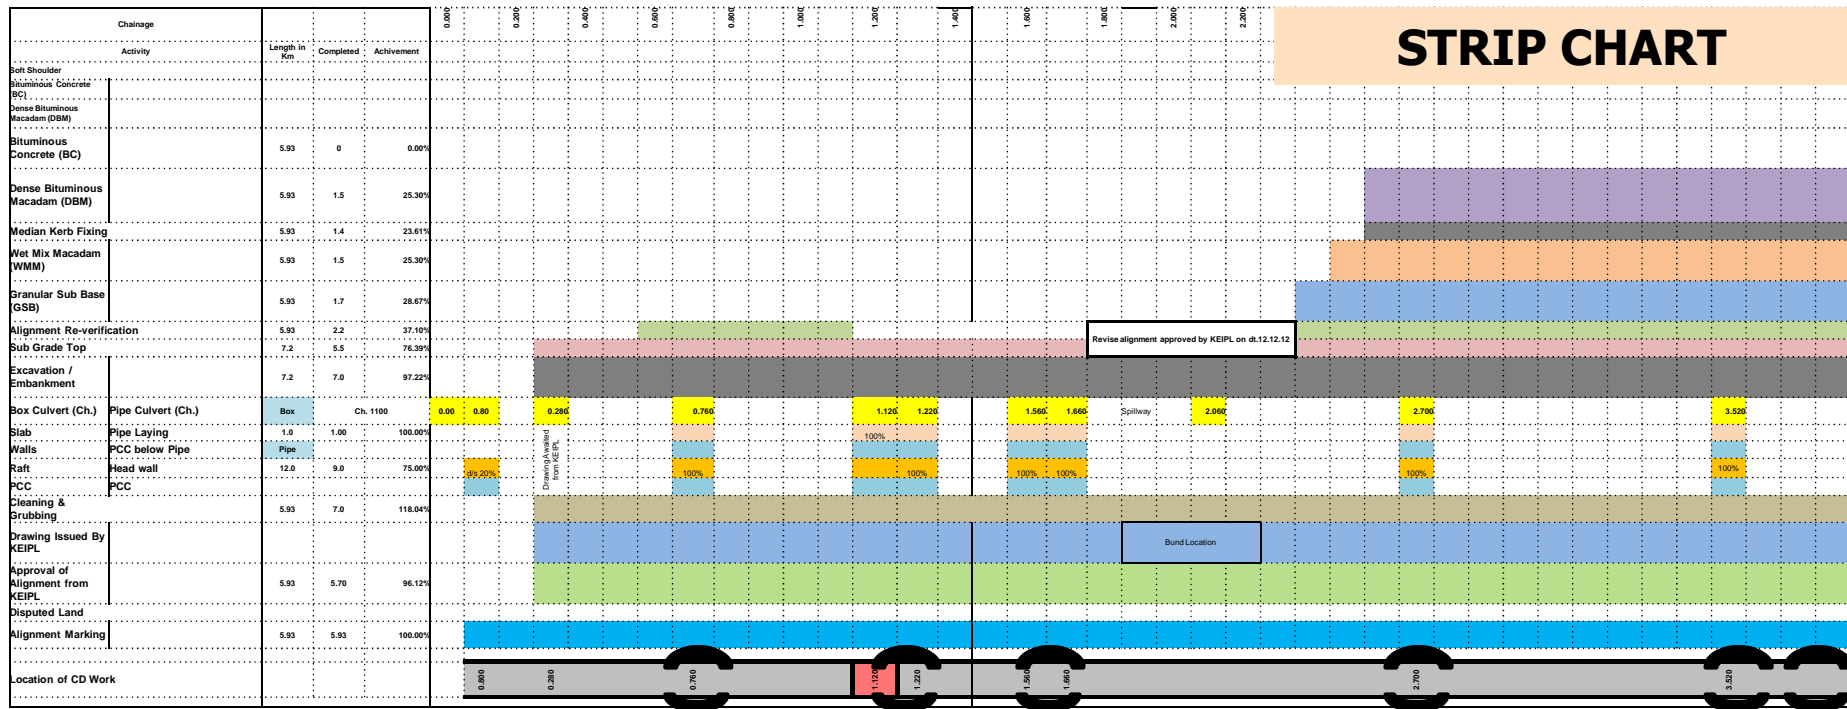 STRIP CHART
Chainage
0.000 0.200 0.400 0.600 0.800 1.000 1.200 1.400 1.600 1.800 2.000 2.200
Activity
Length in
Km
Completed
Achivement
Soft Shoulder
Bituminous Concrete
(BC)
Dense Bituminous
Macadam (DBM)
Bituminous
Concrete (BC)
5.93 0 0.00%
Dense Bituminous
Macadam (DBM)
5.93 1.5 25.30%
Median Kerb Fixing 5.93 1.4 23.61%
Wet Mix Macadam
(WMM)
5.93 1.5 25.30%
Granular Sub Base
(GSB)
5.93 1.7 28.67%
Alignment Re-verification 5.93 2.2 37.10%
Sub Grade Top 7.2 5.5 76.39%
Revise alignment approved by KEIPL on dt.12.12.12
Excavation /
Embankment
7.2 7.0 97.22%
Box Culvert (Ch.) Pipe Culvert (Ch.) Box Ch. 1100 0.00 0.80 0.280 0.760 1.120 1.220 1.560 1.660 Spillway 2.060 2.700 3.520
Slab Pipe Laying 1.0 1.00 100.00% 100%
Walls PCC below Pipe Pipe
Drawing Awaited
from KEIPL
Raft Head wall 12.0 9.0 75.00% d/s 20% 100% 100% 100% 100% 100% 100%
PCC PCC
Cleaning &
Grubbing
5.93 7.0 118.04%
Drawing Issued By
KEIPL
Bund Location
Approval of
Alignment from
KEIPL
5.93 5.70 96.12%
Disputed Land
Alignment Marking 5.93 5.93 100.00%
Location of CD Work 0.800 0.280 0.760 1.120 1.220 1.560 1.660 2.700 3.520